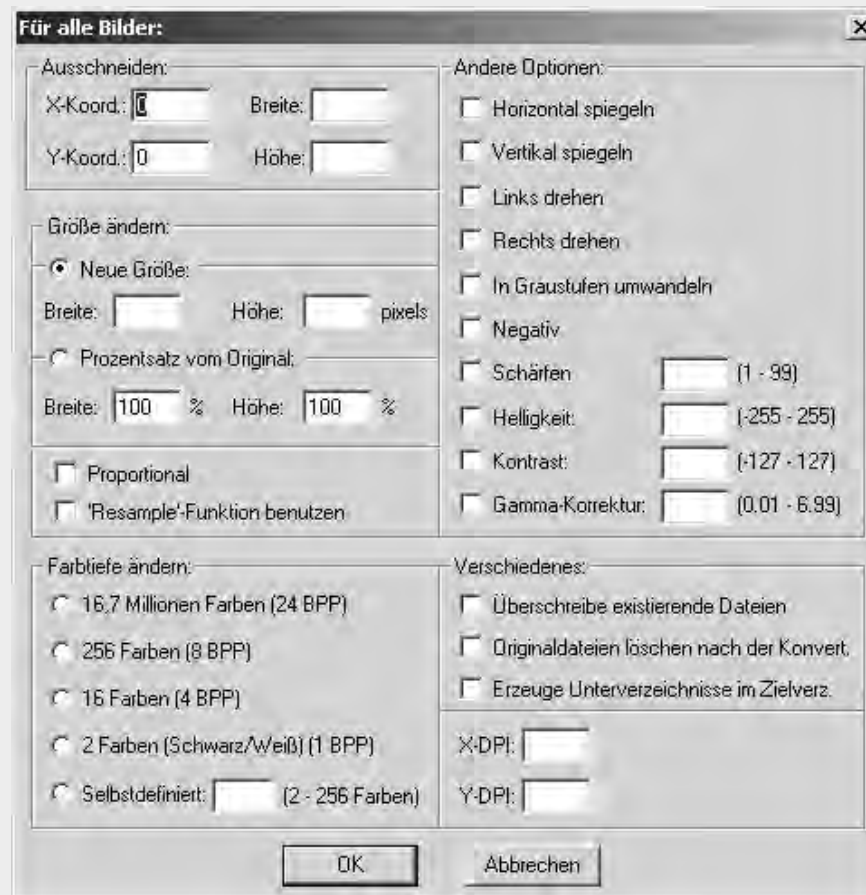 Für alle Bilder:
Ausschneiden:
X-Koord.: 0 Breite:
Y-Koord.: 0 Höhe:
Größe ändern:
Neue Größe:
Breite: Höhe: pixels
Prozentsatz vom Original:
Breite: 100 % Höhe: 100 %
Proportional
'Resample'-Funktion benutzen
Andere Optionen:
Horizontal spiegeln
Vertikal spiegeln
Links drehen
Rechts drehen
In Graustufen umwandeln
Negativ
Schärfen (1 - 99)
Helligkeit: (-255 - 255)
Kontrast: (-127 - 127)
Gamma-Korrektur: (0.01 - 6.99)
Farbtiefe ändern:
16,7 Millionen Farben (24 BPP)
256 Farben (8 BPP)
16 Farben (4 BPP)
2 Farben (Schwarz/Weiß) (1 BPP)
Selbstdefiniert: (2 - 256 Farben)
Verschiedenes:
Überschreibe existierende Dateien
Originaldateien löschen nach der Konvert.
Erzeuge Unterverzeichnisse im Zielverz.
X-DPI:
Y-DPI:
OK Abbrechen